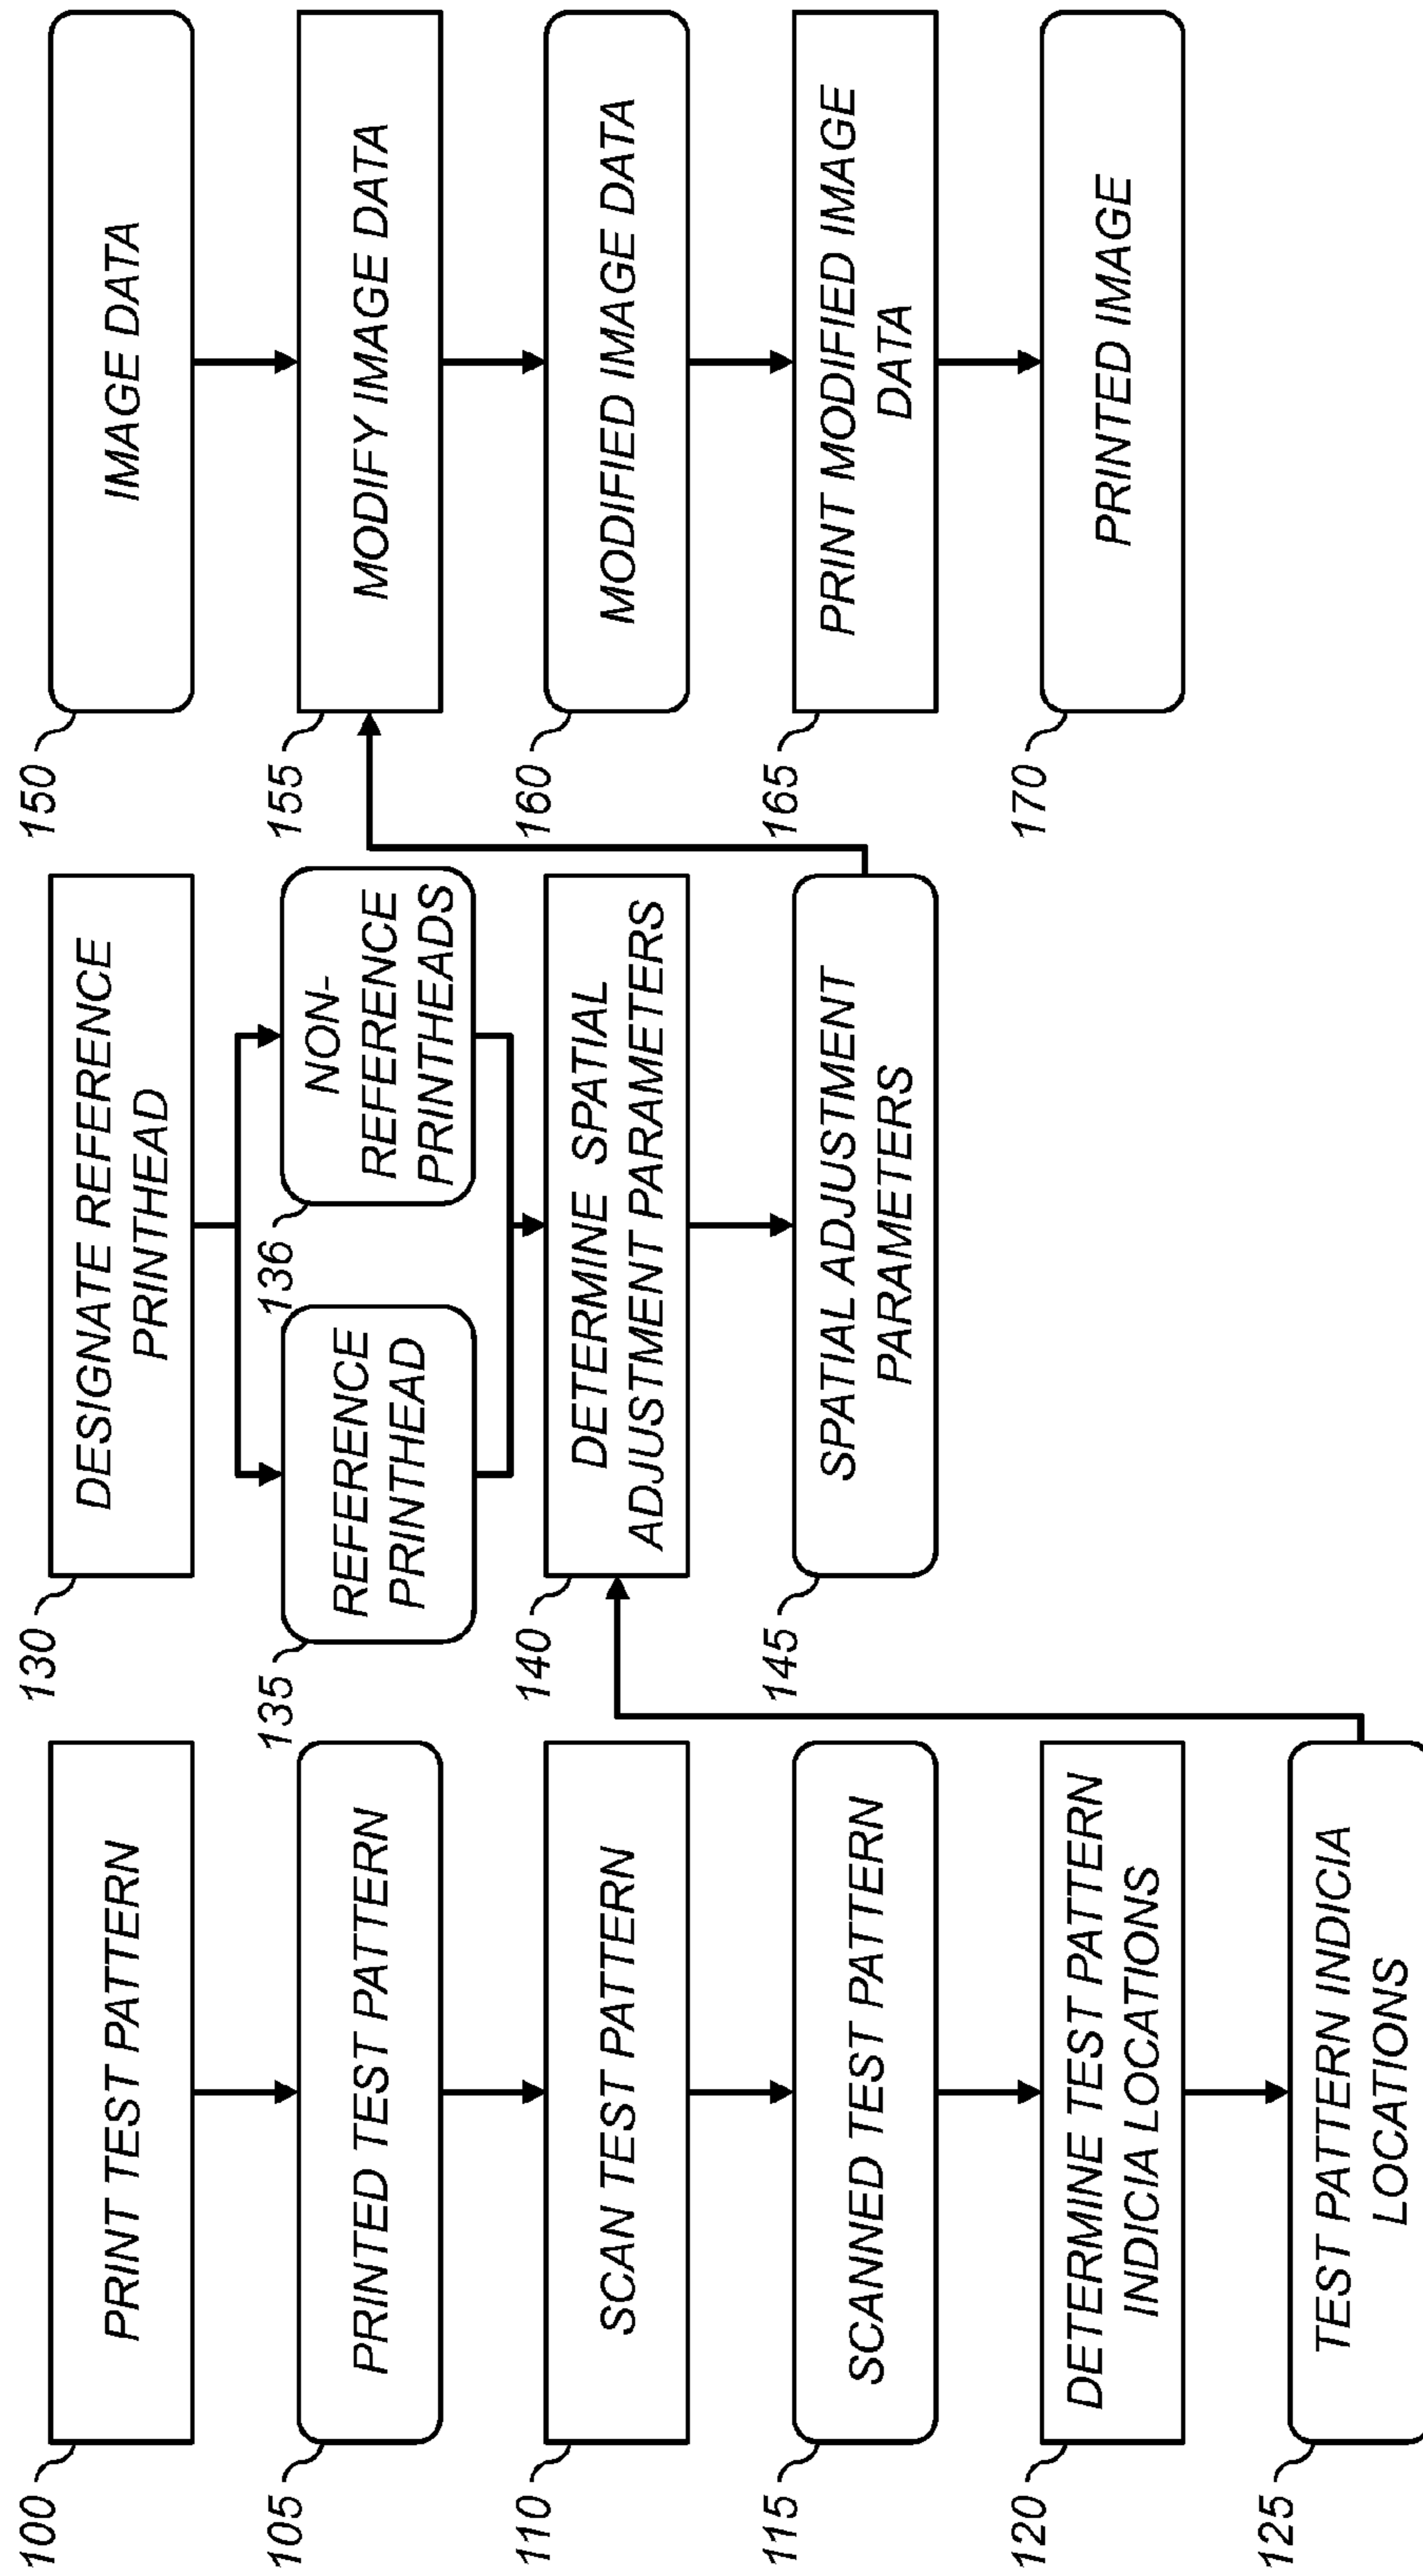 100
PRINT TEST PATTERN
105
PRINTED TEST PATTERN
110
SCAN TEST PATTERN
115
SCANNED TEST PATTERN
120
DETERMINE TEST PATTERN
INDICIA LOCATIONS
125
TEST PATTERN INDICIA
LOCATIONS
130
DESIGNATE REFERENCE
PRINTHEAD
135
REFERENCE
PRINTHEAD
136
NON-
REFERENCE
PRINTHEADS
140
DETERMINE SPATIAL
ADJUSTMENT PARAMETERS
145
SPATIAL ADJUSTMENT
PARAMETERS
150
IMAGE DATA
155
MODIFY IMAGE DATA
160
MODIFIED IMAGE DATA
165
PRINT MODIFIED IMAGE
DATA
170
PRINTED IMAGE